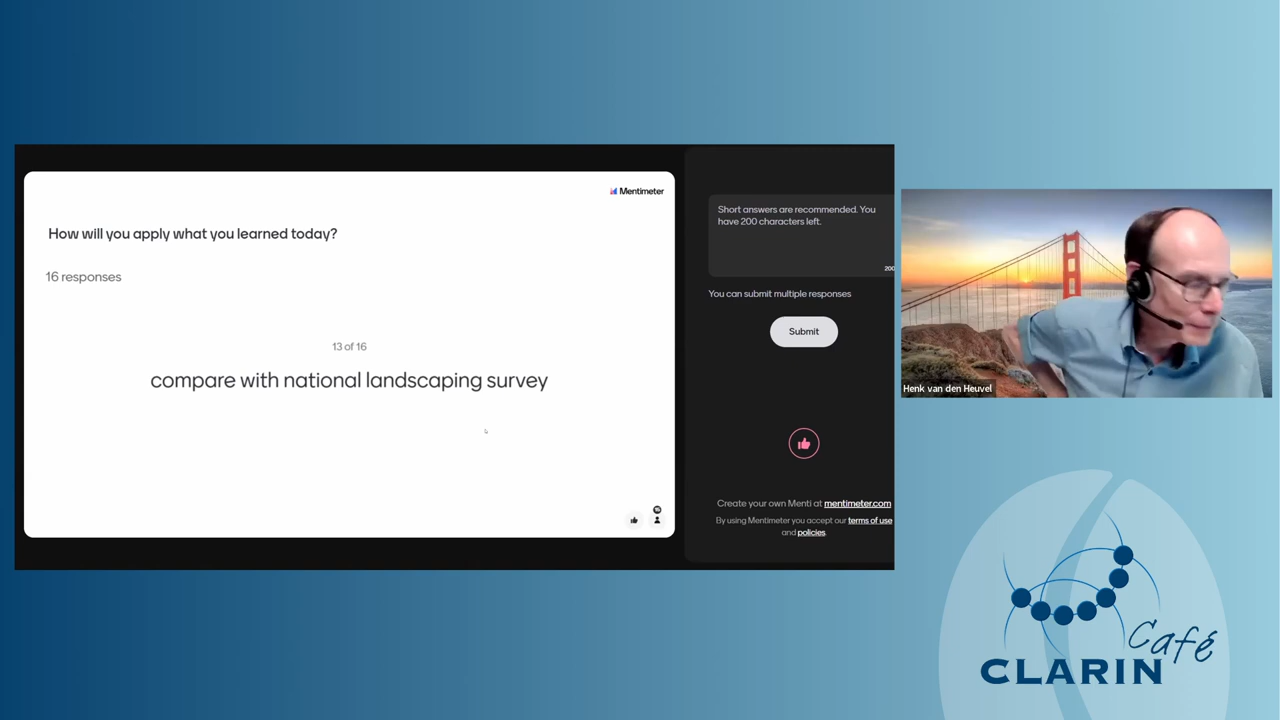 Mentimeter
How will you apply what you learned today?
16 responses
13 of 16
compare with national landscaping survey
Short answers are recommended. You
have 200 characters left.
200
You can submit multiple responses
Submit
Create your own Menti at mentimeter.com
By using Mentimeter you accept our terms of use
and policies.
Henk van den Heuvel
Café
CLARIN